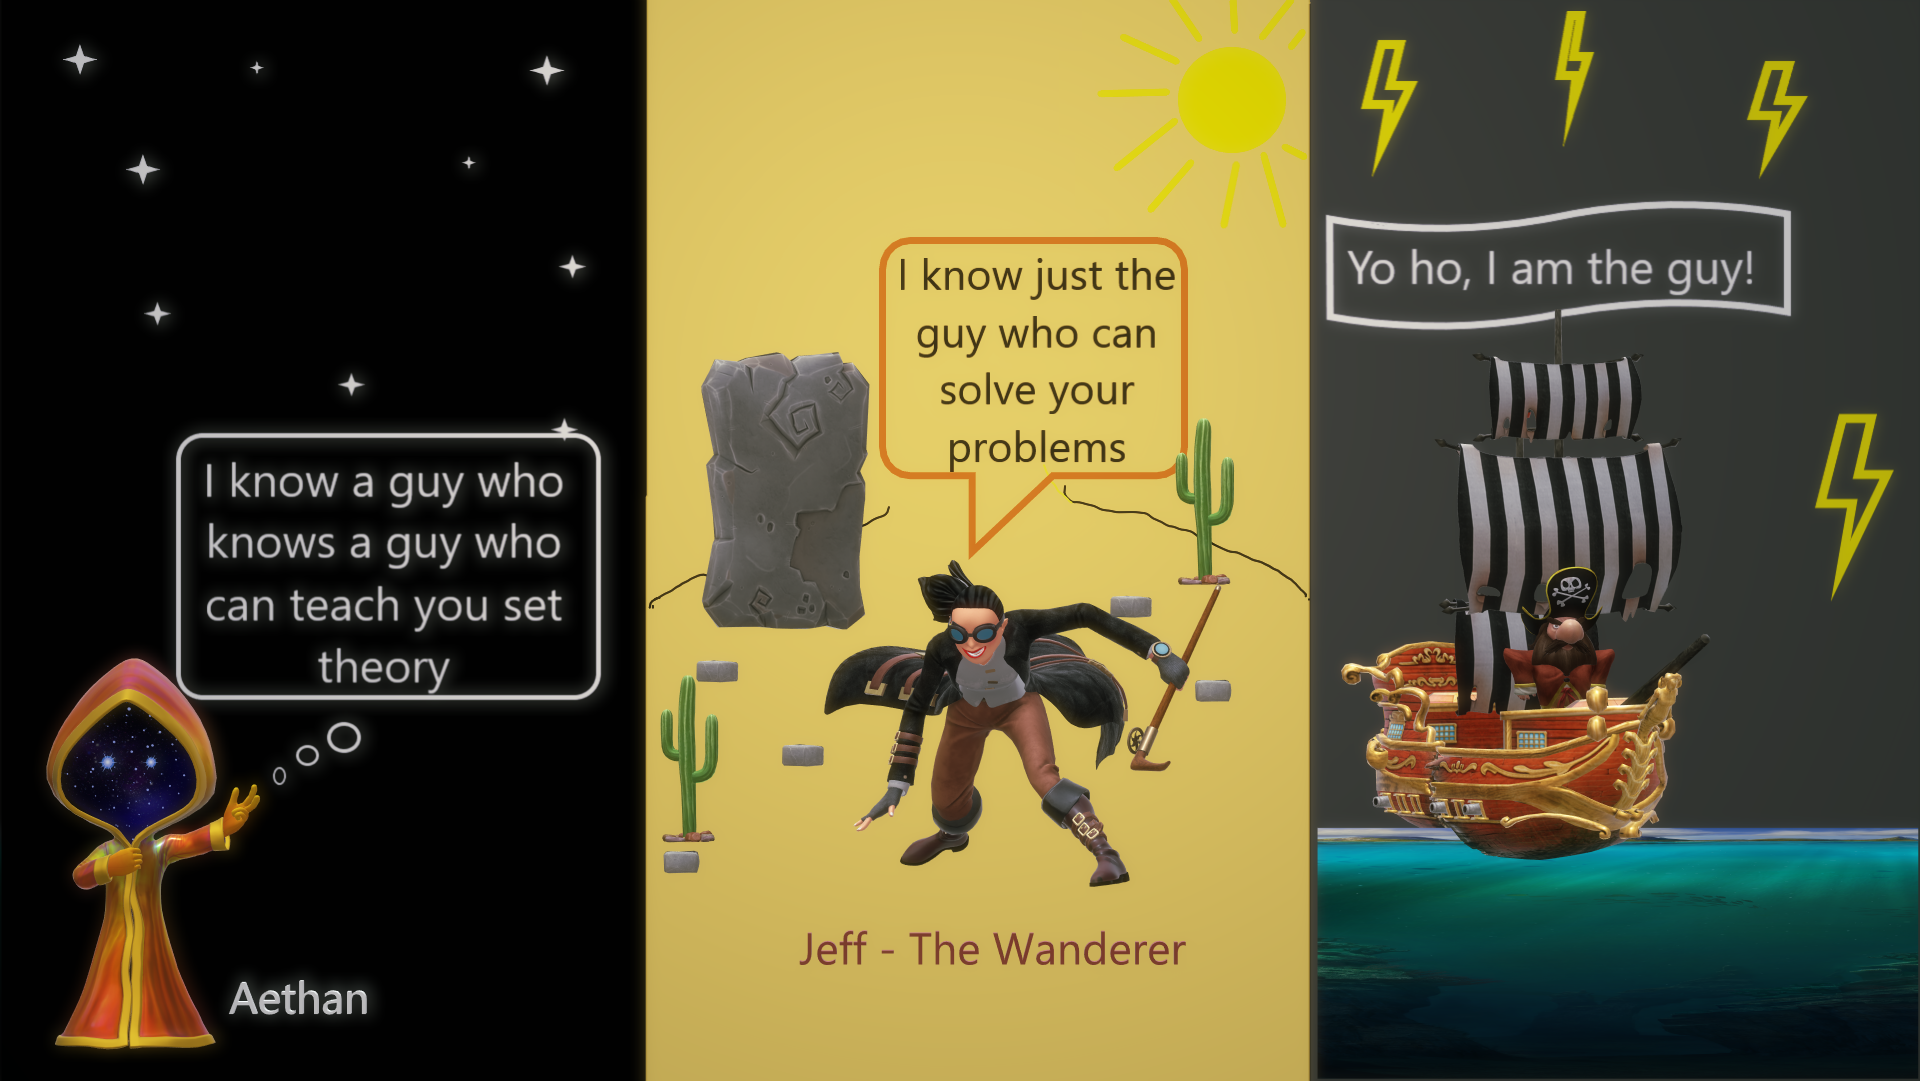 I know a guy who
knows a guy who
can teach you set
theory
Aethan
I know just the
guy who can
solve your
problems
Jeff - The Wanderer
Yo ho, I am the guy!